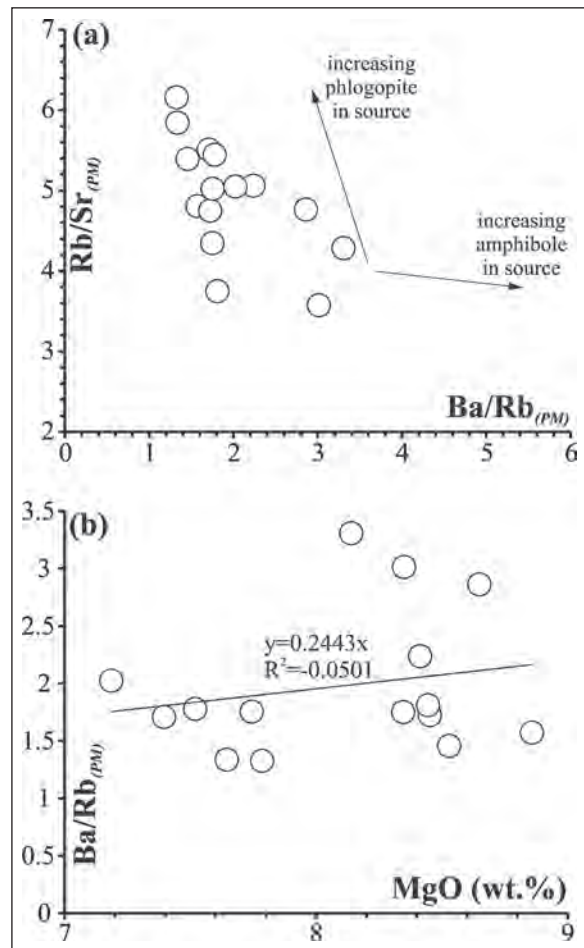 (a)
increasing
phlogopite
in source
increasing
amphibole
in source
Rb/Sr(PM)
7
6
5
4
3
2
0 1 2 3 4 5 6
Ba/Rb(PM)
(b)
y=0.2443x
R²=-0.0501
Ba/Rb(PM)
3.5
3
2.5
2
1.5
1
0.5
0
7 8 9
MgO (wt.%)